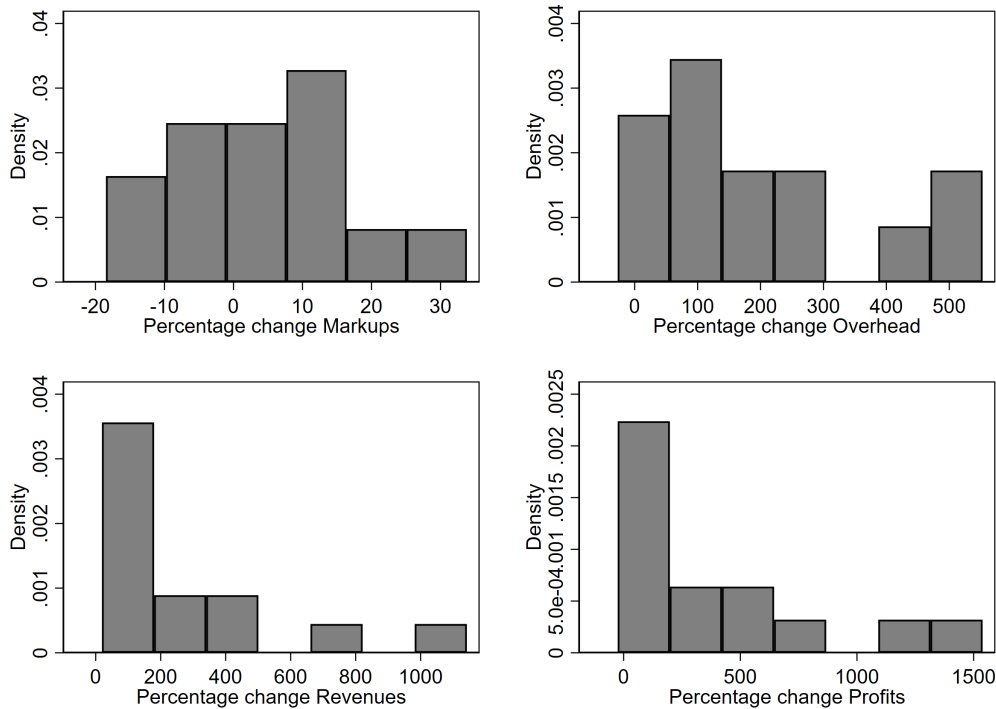 Density
0 .01 .02 .03 .04
-20 -10 0 10 20 30
Percentage change Markups
Density
0 .001 .002 .003 .004
0 100 200 300 400 500
Percentage change Overhead
Density
0 .001 .002 .003 .004
0 200 400 600 800 1000
Percentage change Revenues
Density
0 5.0e-04 .001 .0015 .002 .0025
0 500 1000 1500
Percentage change Profits